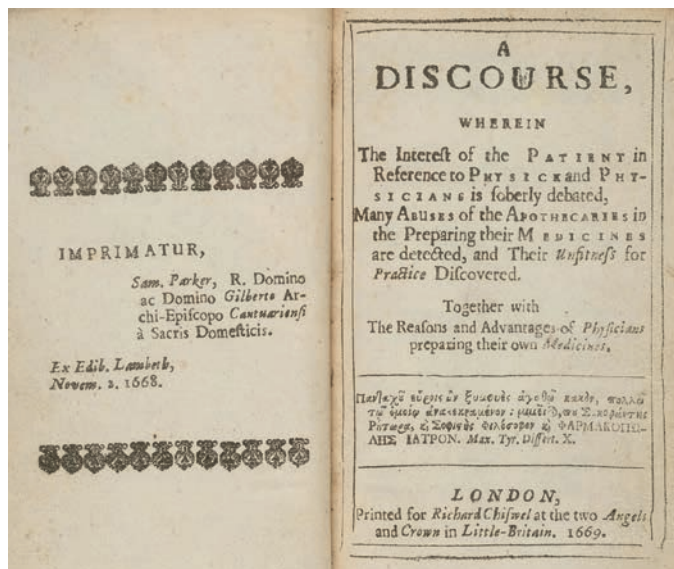 IMPRIMATUR,
Sam. Parker, R. Domino
ac Domino Gilberto Ar-
chi-Episcopo Cantuariensi
à Sacris Domesticis.
Ex Edib. Lambeth,
Novem. 2. 1668.
A
DISCOURSE,
WHEREIN
The Intereſt of the PATIENT in
Reference to PHYSICK and PHY-
SICIANS is ſoberly debated,
Many ABUSES of the APOTHECARIES in
the Preparing their MEDICINES
are detected, and Their Unfitneſs for
Practice Diſcovered.
Together with
The Reaſons and Advantages of Phyſicians
preparing their own Medicines.
ΦΑΡΜΑΚΟΠΩ-
ΛΗΣ ΙΑΤΡΟΝ. Max. Tyr. Diſſert. X.
LONDON,
Printed for Richard Chiſwel at the two Angels
and Crown in Little-Britain. 1669.